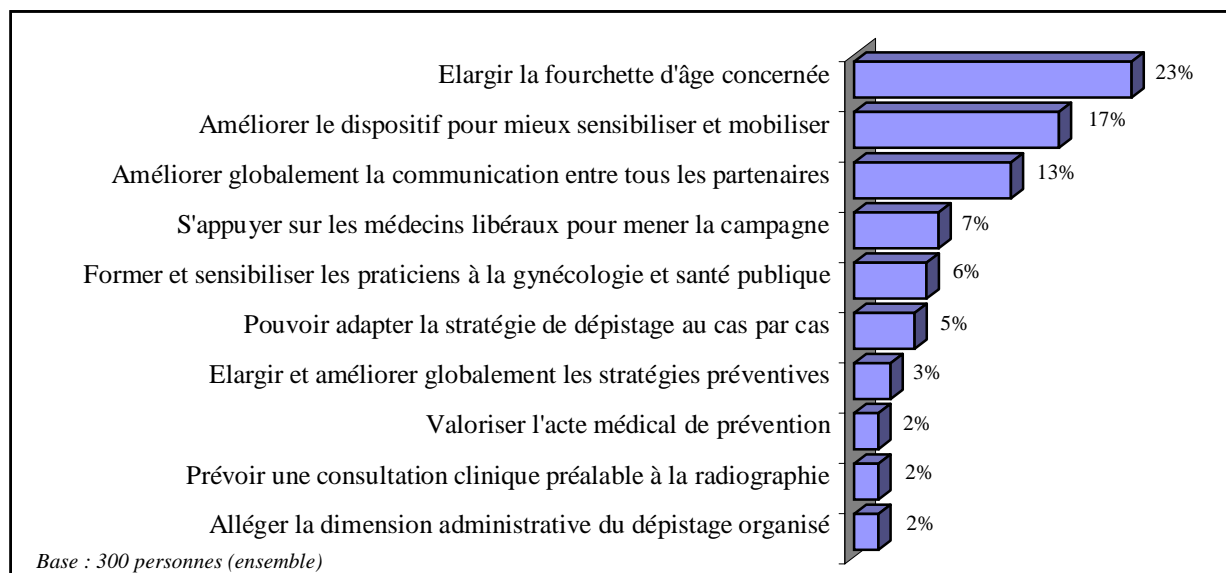 Elargir la fourchette d'âge concernée 23%
Améliorer le dispositif pour mieux sensibiliser et mobiliser 17%
Améliorer globalement la communication entre tous les partenaires 13%
S'appuyer sur les médecins libéraux pour mener la campagne 7%
Former et sensibiliser les praticiens à la gynécologie et santé publique 6%
Pouvoir adapter la stratégie de dépistage au cas par cas 5%
Elargir et améliorer globalement les stratégies préventives 3%
Valoriser l'acte médical de prévention 2%
Prévoir une consultation clinique préalable à la radiographie 2%
Alléger la dimension administrative du dépistage organisé 2%
Base : 300 personnes (ensemble)